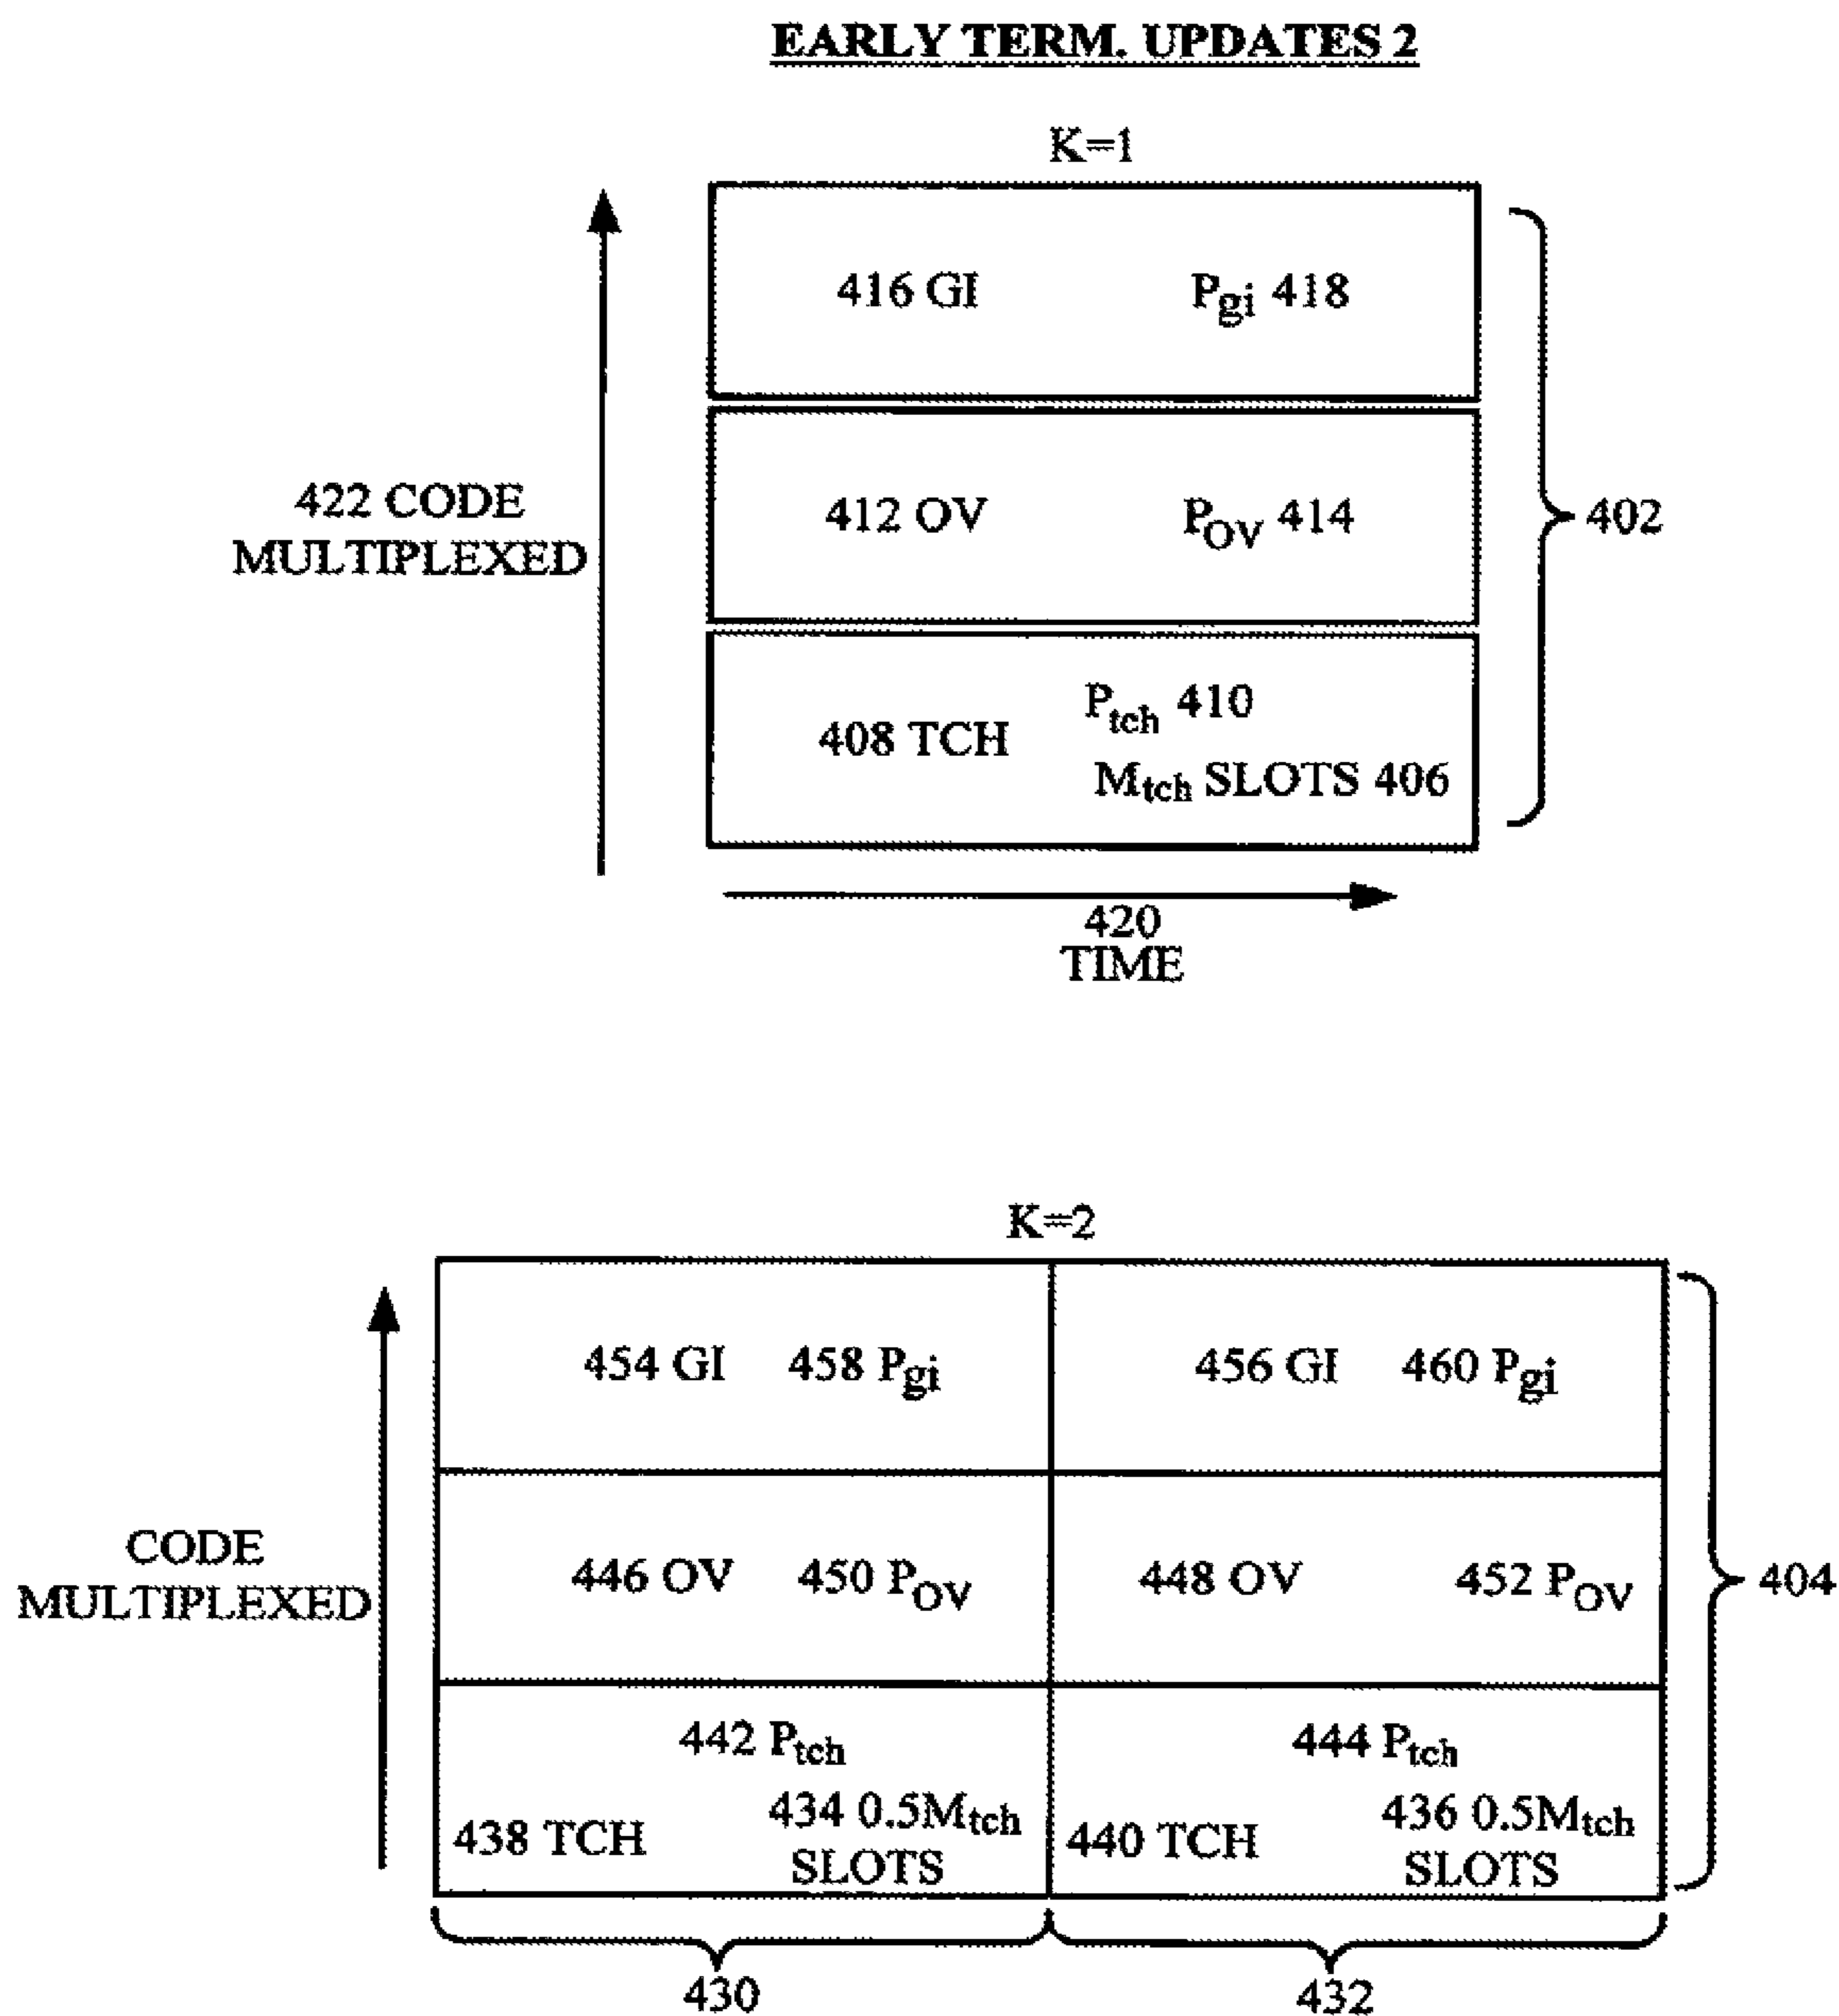 EARLY TERM. UPDATES 2
K=1
416 GI Pgi 418
422 CODE
MULTIPLEXED
412 OV POV 414
402
Ptch 410
408 TCH
Mtch SLOTS 406
420
TIME
K=2
454 GI 458 Pgi
456 GI 460 Pgi
CODE
MULTIPLEXED
446 OV 450 POV
448 OV 452 POV
404
442 Ptch
438 TCH
434 0.5Mtch
SLOTS
444 Ptch
440 TCH
436 0.5Mtch
SLOTS
430
432